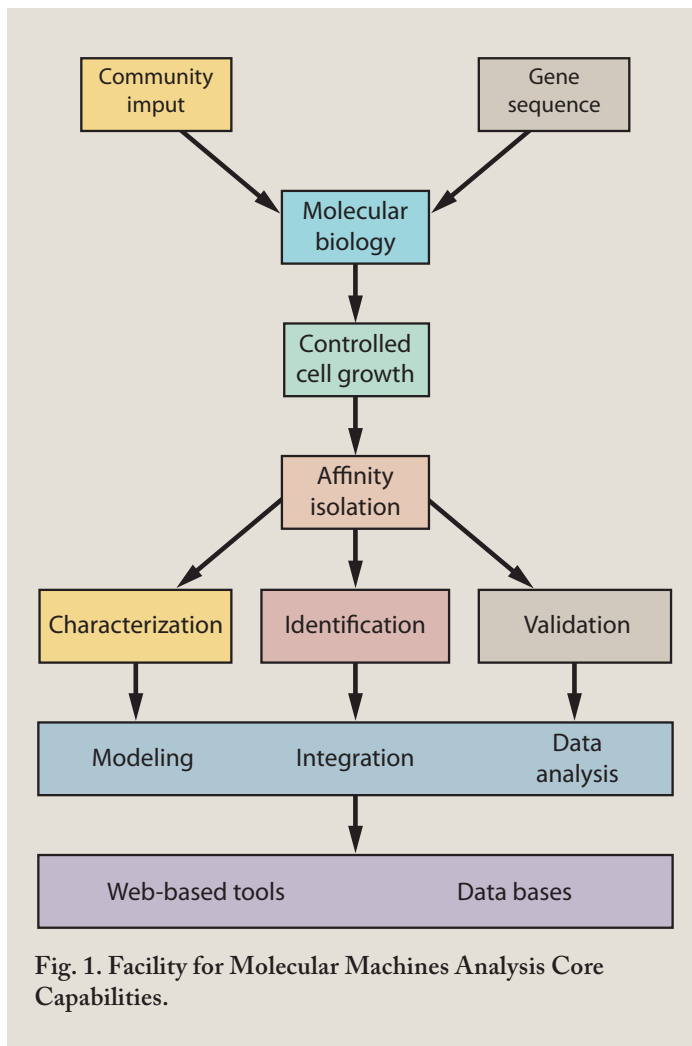 Community
imput
Gene
sequence
Molecular
biology
Controlled
cell growth
Affinity
isolation
Characterization
Identification
Validation
Modeling
Integration
Data
analysis
Web-based tools
Data bases
Fig. 1. Facility for Molecular Machines Analysis Core
Capabilities.